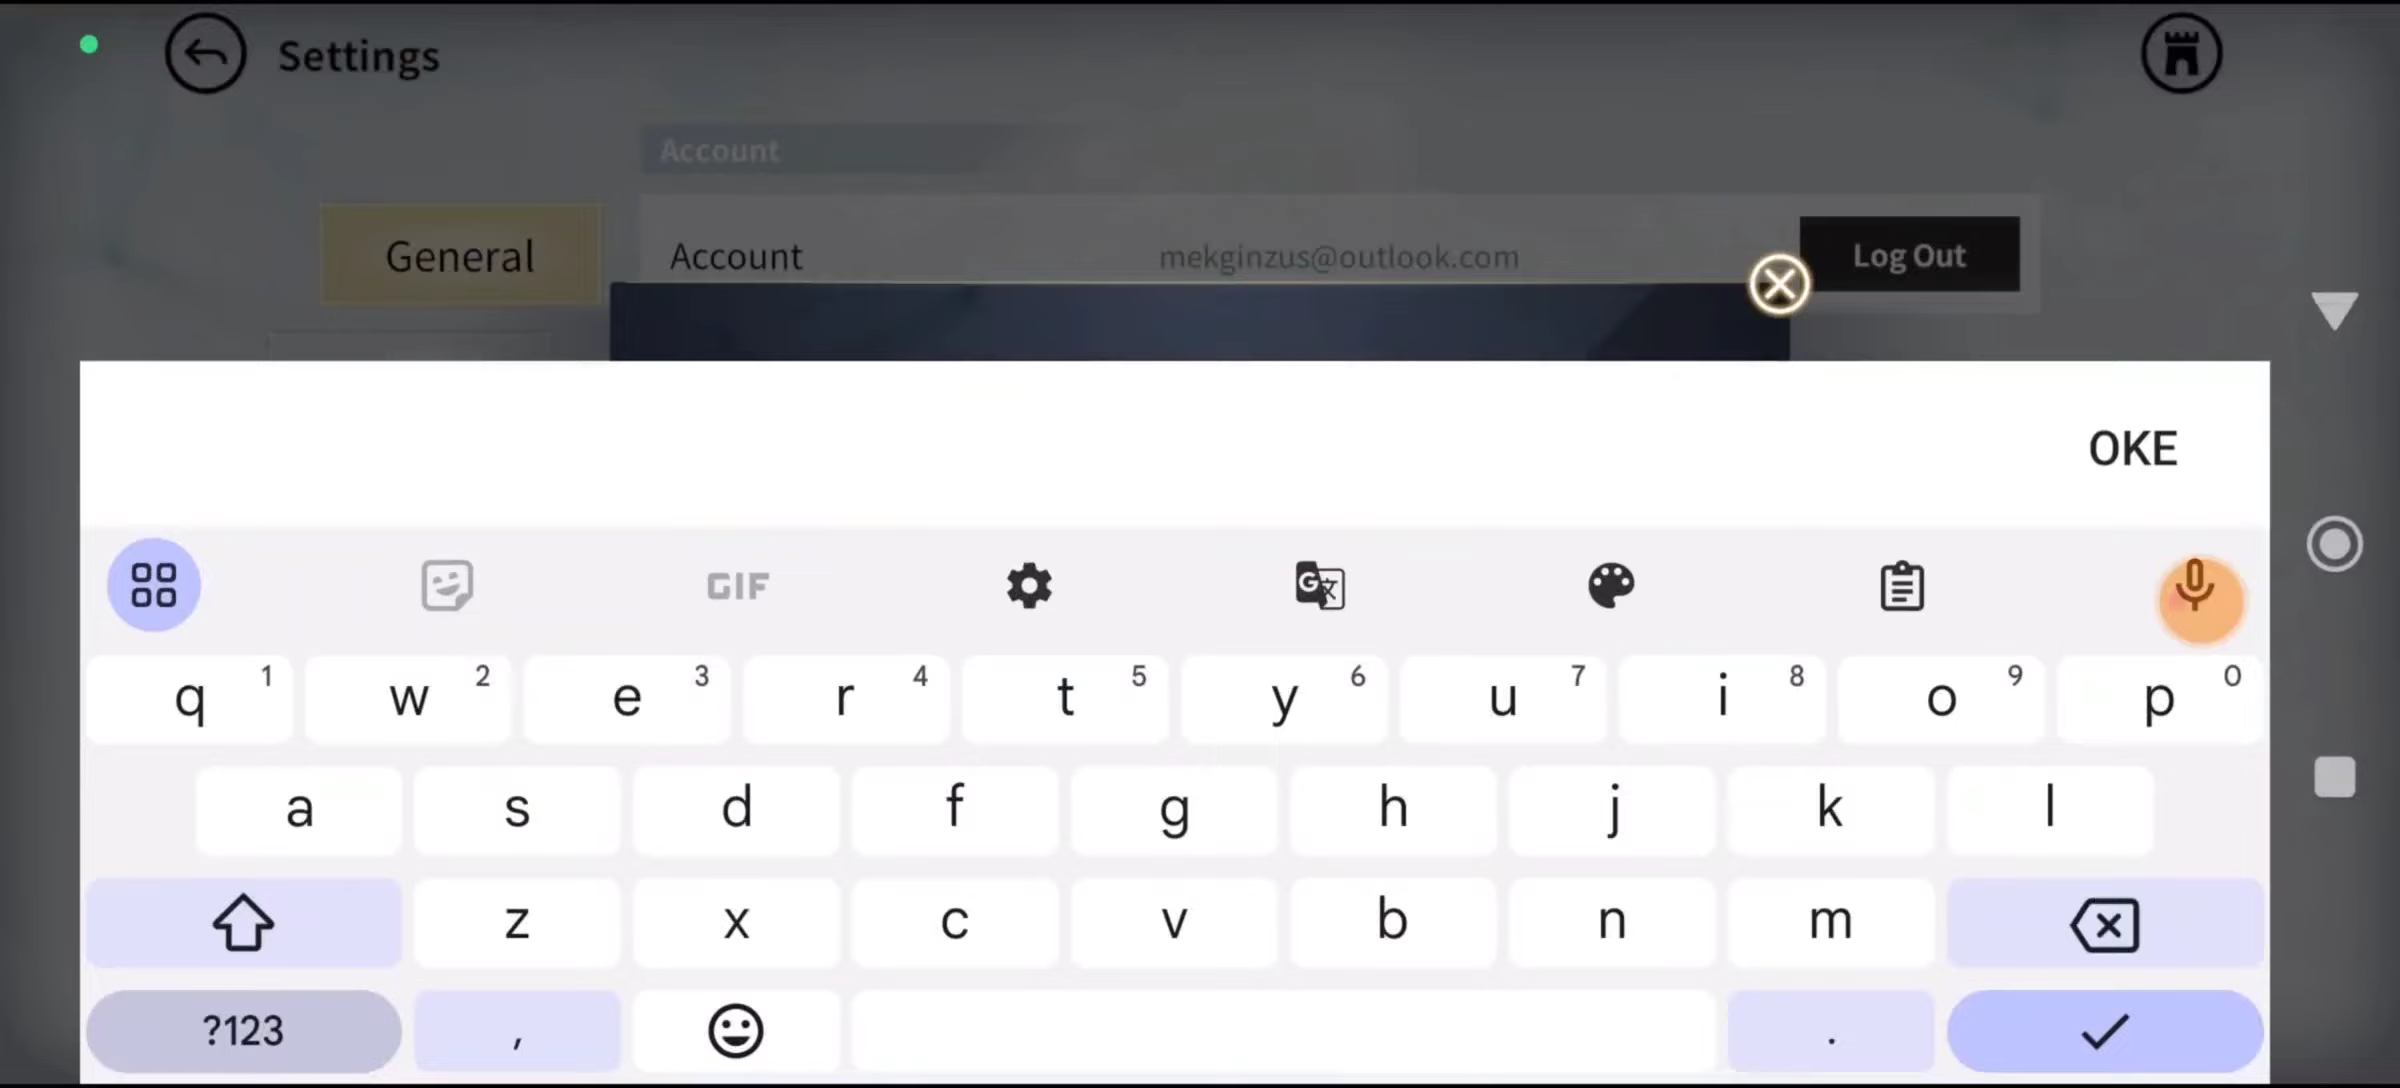 Settings
Account
General
Account mekginzus@outlook.com Log Out
OKE
GIF
q 1 w 2 e 3 r 4 t 5 y 6 u 7 i 8 o 9 p 0
a s d f g h j k l
z x c v b n m
?123 , .